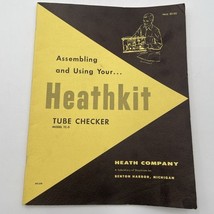 Assembling
and Using Your...
Heathkit
TUBE CHECKER
HEATH COMPANY
BENTON HARBOR, MICHIGAN